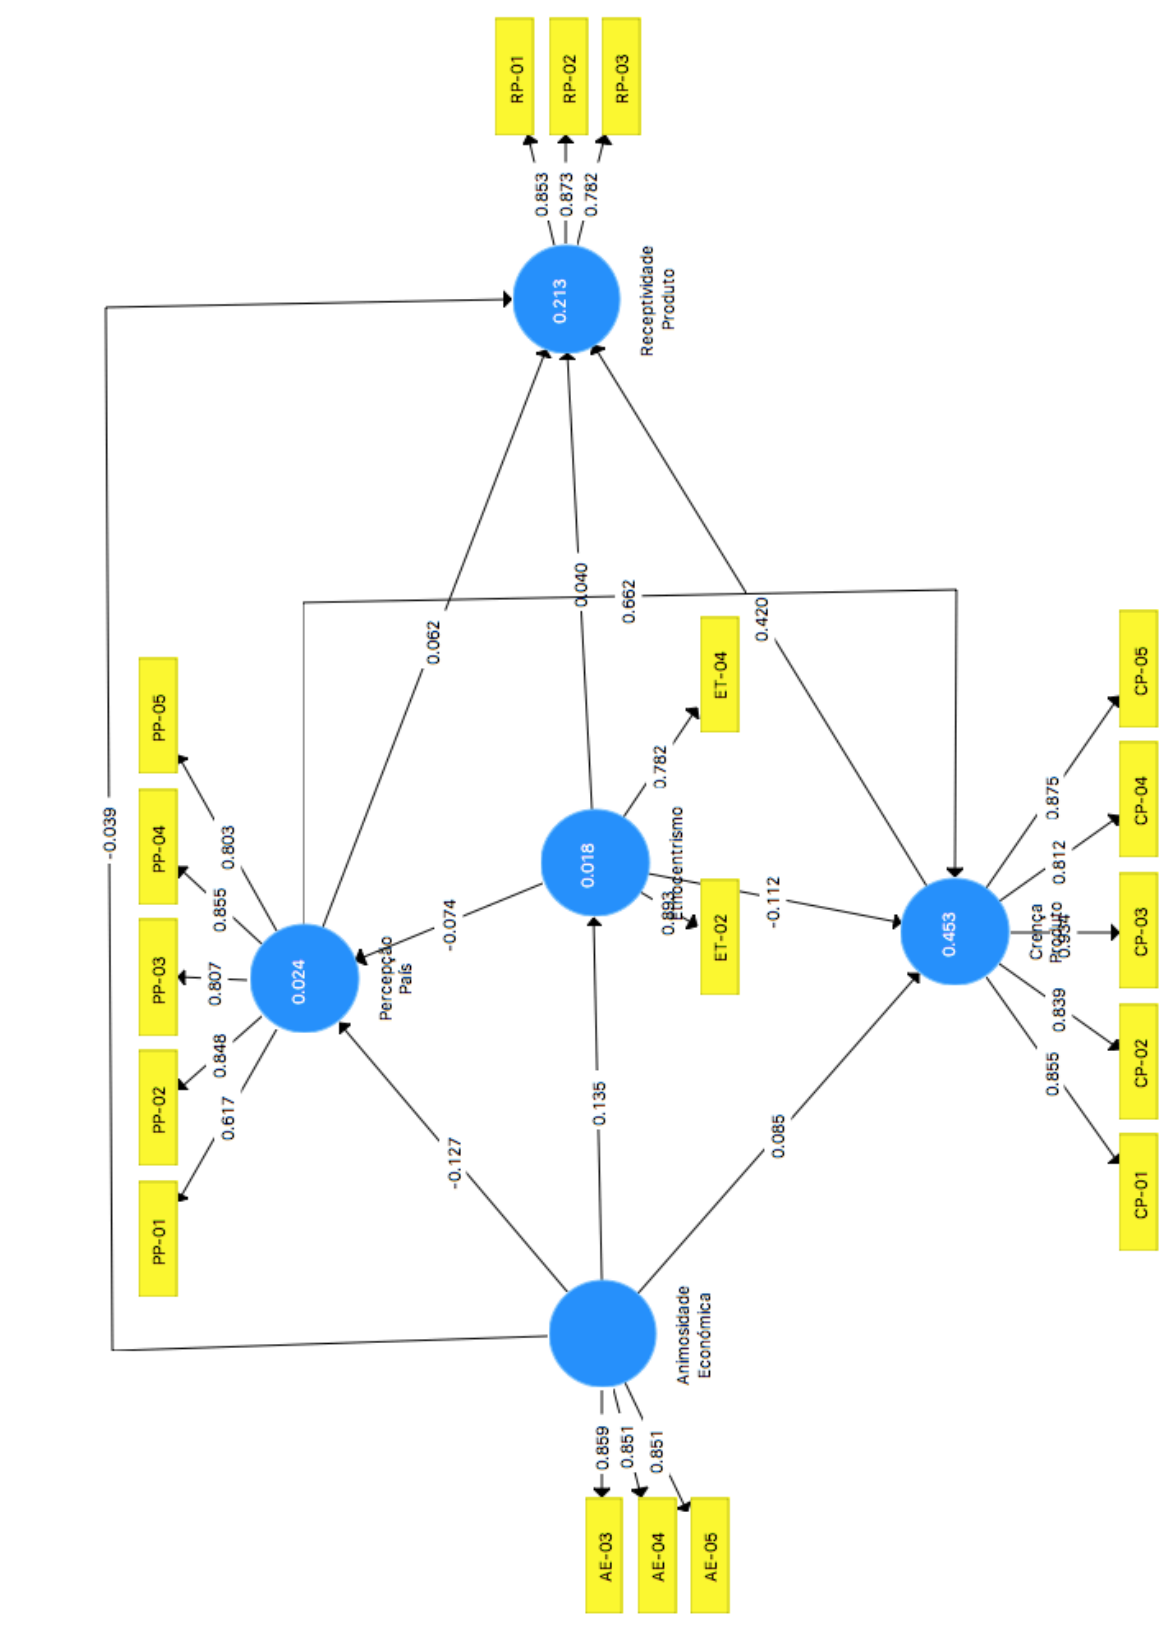 -0.039
PP-01
PP-02
PP-03
PP-04
PP-05
0.617
0.848
0.807
0.855
0.803
0.024
Percepção
País
-0.127
-0.074
0.062
AE-03
AE-04
AE-05
0.859
0.851
0.851
Animosidade
Económica
0.135
0.018
Etnocentrismo
0.893
0.782
ET-02
ET-04
0.040
0.662
0.213
Receptividade
Produto
0.853
0.873
0.782
RP-01
RP-02
RP-03
0.085
-0.112
0.420
0.453
Crença
Produto
0.855
0.839
0.934
0.812
0.875
CP-01
CP-02
CP-03
CP-04
CP-05